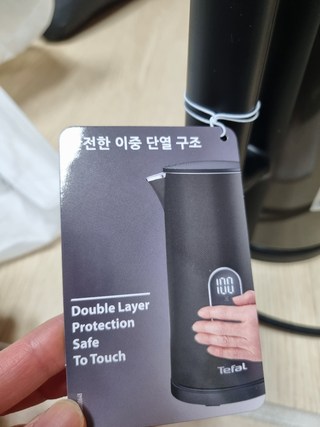 전한 이중 단열 구조
100
Double Layer
Protection
Safe
To Touch
Tefal